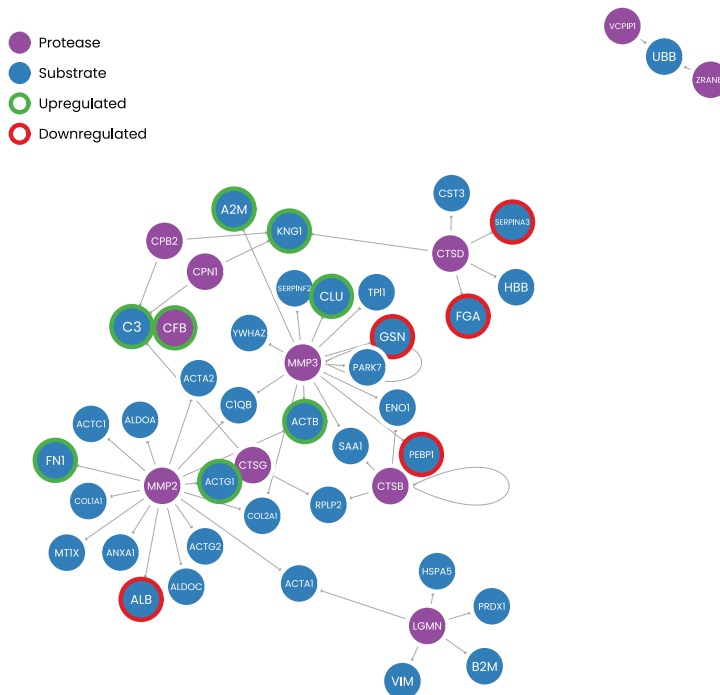 Protease
Substrate
Upregulated
Downregulated
VCPIP1
UBB
CST3
A2M
SERPINA3
KNG1
CPB2
CTSD
CPN1
SERPINF2
CLU
TPI1
HBB
C3
CFB
FGA
YWHAZ
GSN
MMP3
PARK7
ACTA2
C1QB
ENO1
ACTC1
ALDOA
ACTB
SAA1
PEBP1
FN1
CTSG
MMP2
ACTG1
CTSB
COL1A1
RPLP2
COL2A1
MT1X
ANXA1
ACTG2
HSPA5
ACTA1
ALDOC
ALB
PRDX1
LGMN
B2M
VIM